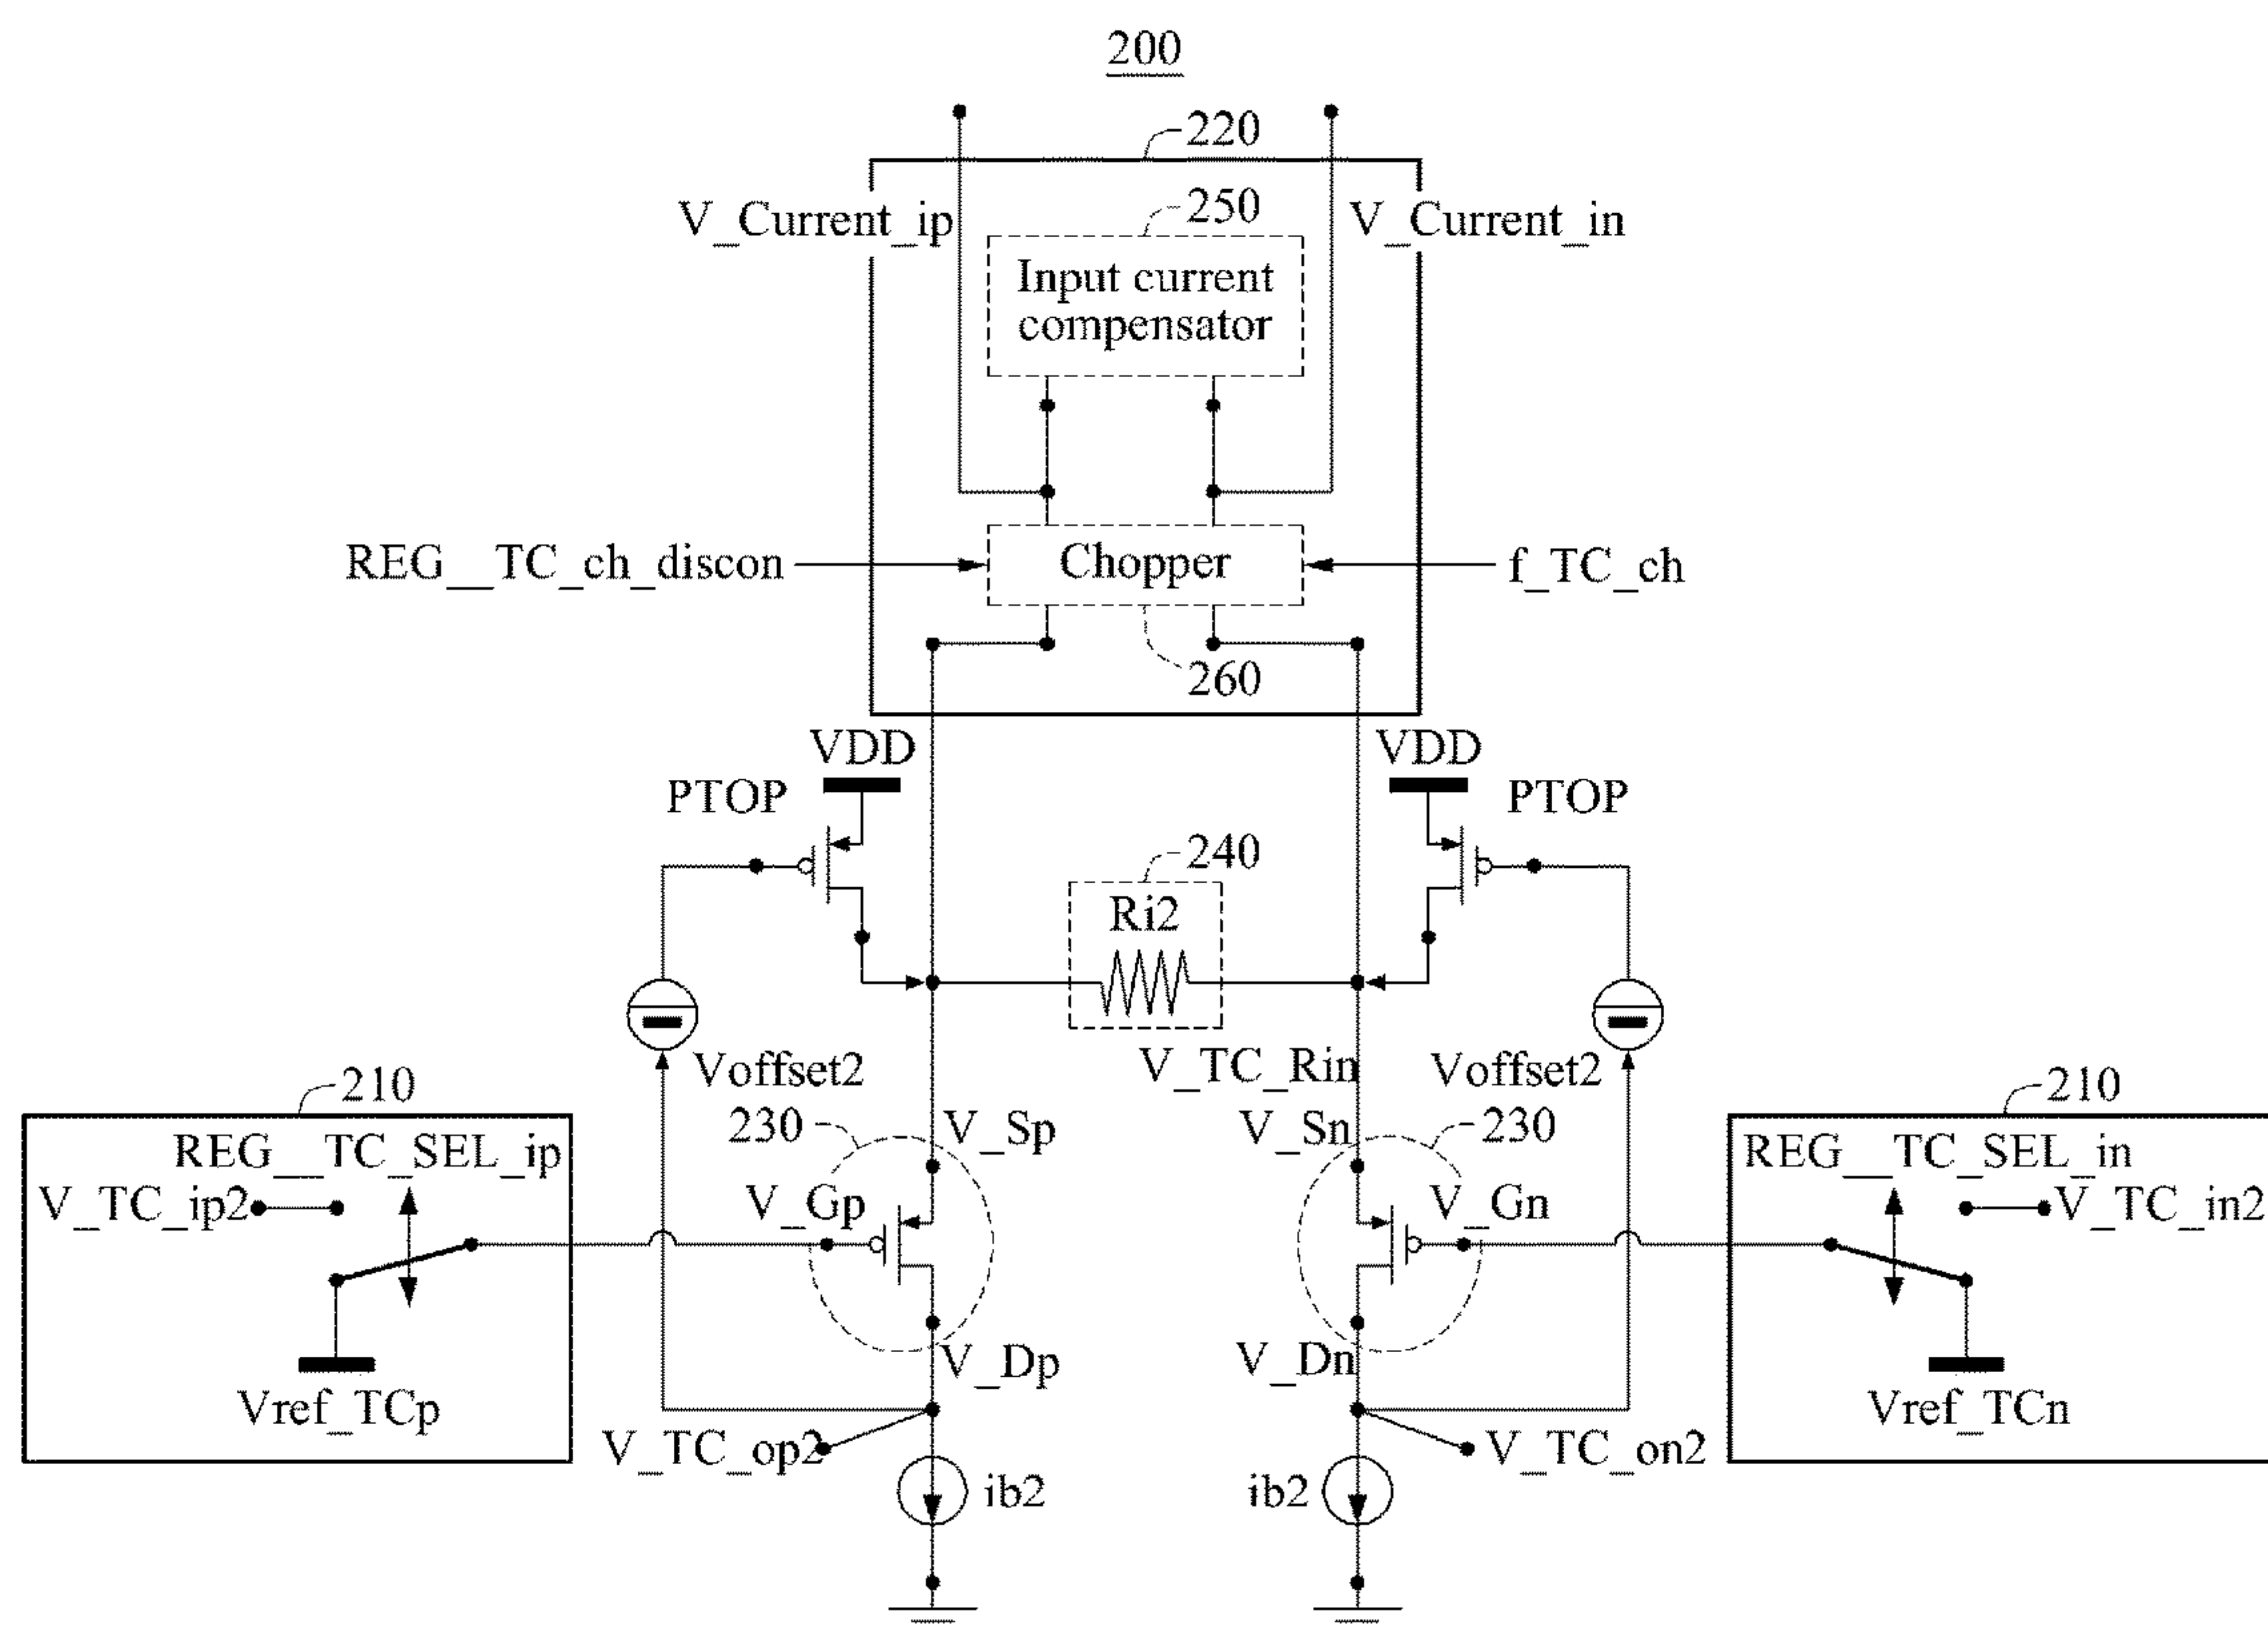 200
220
V_Current_ip
250
V_Current_in
Input current
compensator
REG__TC_ch_discon
Chopper
f_TC_ch
260
VDD
VDD
PTOP
PTOP
240
Ri2
Voffset2
V_TC_Rin
Voffset2
210
230
V_Sp
V_Sn
230
210
REG__TC_SEL_ip
V_TC_ip2
V_Gp
V_Gn
REG__TC_SEL_in
V_TC_in2
Vref_TCp
V_Dp
V_Dn
Vref_TCn
V_TC_op2
V_TC_on2
ib2
ib2